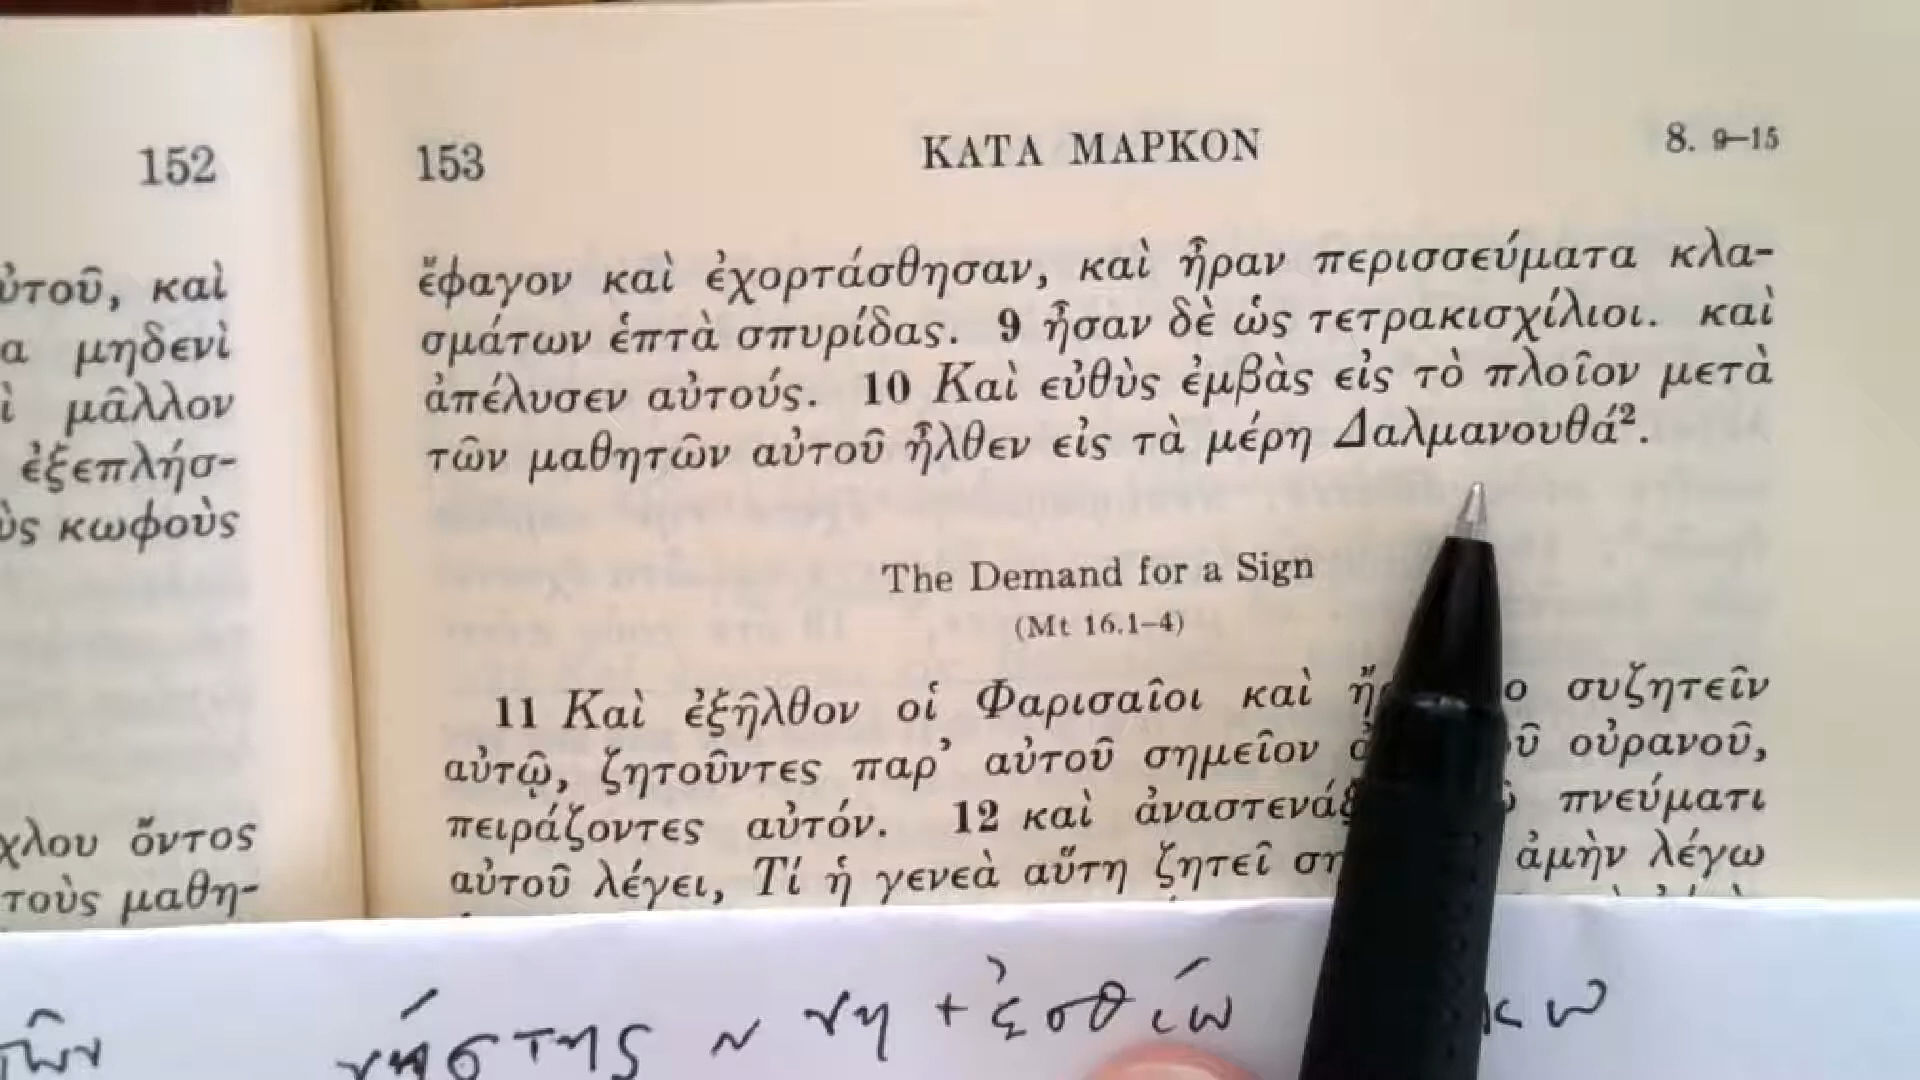 152
ὐτοῦ, καὶ
α μηδενὶ
ὶ μᾶλλον
ἐξεπλήσ-
ὺς κωφοὺς
χλου ὄντος
τοὺς μαθη-
153 ΚΑΤΑ ΜΑΡΚΟΝ 8. 9–15
ἔφαγον καὶ ἐχορτάσθησαν, καὶ ἦραν περισσεύματα κλα-
σμάτων ἑπτὰ σπυρίδας. 9 ἦσαν δὲ ὡς τετρακισχίλιοι. καὶ
ἀπέλυσεν αὐτούς. 10 Καὶ εὐθὺς ἐμβὰς εἰς τὸ πλοῖον μετὰ
τῶν μαθητῶν αὐτοῦ ἦλθεν εἰς τὰ μέρη Δαλμανουθά².
The Demand for a Sign
(Mt 16.1–4)
11 Καὶ ἐξῆλθον οἱ Φαρισαῖοι καὶ συζητεῖν
αὐτῷ, ζητοῦντες παρ᾽ αὐτοῦ σημεῖον οὐρανοῦ,
πειράζοντες αὐτόν. 12 καὶ ἀναστενάξ πνεύματι
αὐτοῦ λέγει, Τί ἡ γενεὰ αὕτη ζητεῖ ἀμὴν λέγω
νήστης ~ νη + ἐσθίω